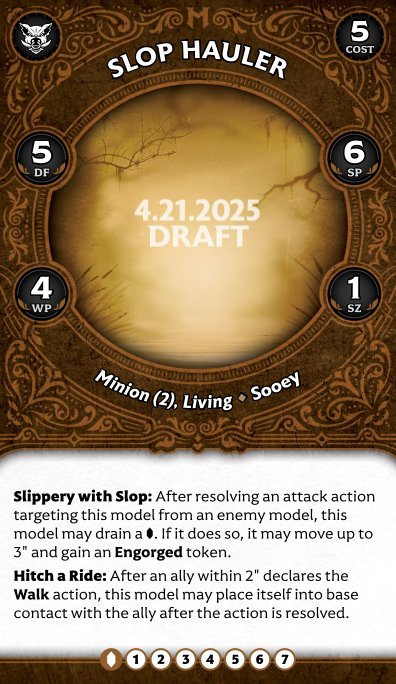 SLOP HAULER
5
COST
5
DF
6
SP
4.21.2025
DRAFT
4
WP
1
SZ
Minion (2), Living ◆ Sooey
Slippery with Slop: After resolving an attack action
targeting this model from an enemy model, this
model may drain a ⬮. If it does so, it may move up to
3" and gain an Engorged token.
Hitch a Ride: After an ally within 2" declares the
Walk action, this model may place itself into base
contact with the ally after the action is resolved.
1 2 3 4 5 6 7